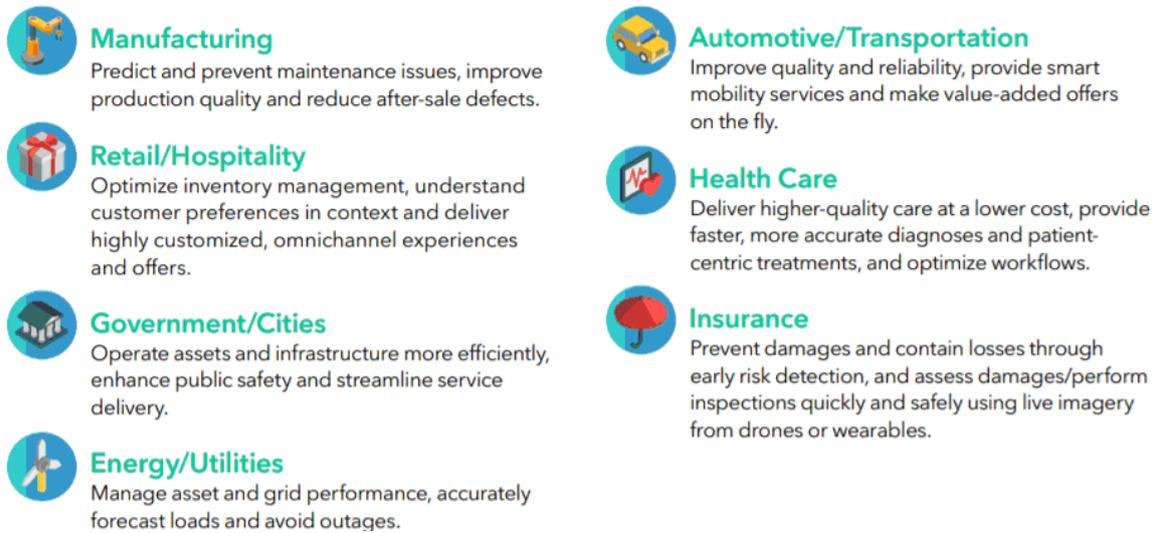 Manufacturing
Predict and prevent maintenance issues, improve
production quality and reduce after-sale defects.
Retail/Hospitality
Optimize inventory management, understand
customer preferences in context and deliver
highly customized, omnichannel experiences
and offers.
Government/Cities
Operate assets and infrastructure more efficiently,
enhance public safety and streamline service
delivery.
Energy/Utilities
Manage asset and grid performance, accurately
forecast loads and avoid outages.
Automotive/Transportation
Improve quality and reliability, provide smart
mobility services and make value-added offers
on the fly.
Health Care
Deliver higher-quality care at a lower cost, provide
faster, more accurate diagnoses and patient-
centric treatments, and optimize workflows.
Insurance
Prevent damages and contain losses through
early risk detection, and assess damages/perform
inspections quickly and safely using live imagery
from drones or wearables.